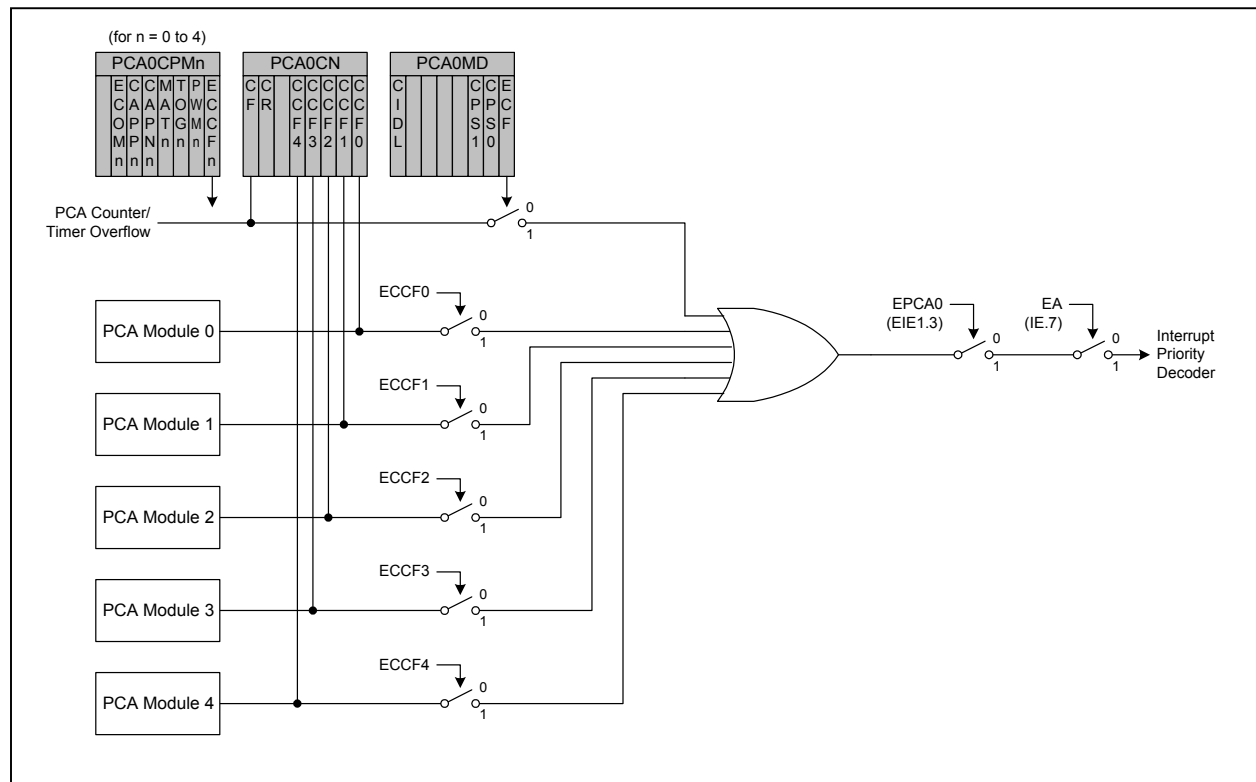 (for n = 0 to 4)
PCA0CPMn
ECOMn
CAPPn
CAPNn
MATn
TOGn
PWMn
ECCFn
PCA0CN
CF
CR
CCF4
CCF3
CCF2
CCF1
CCF0
PCA0MD
CIDL
CPS1
CPS0
ECF
PCA Counter/
Timer Overflow
0
1
PCA Module 0
ECCF0
0
1
PCA Module 1
ECCF1
0
1
PCA Module 2
ECCF2
0
1
PCA Module 3
ECCF3
0
1
PCA Module 4
ECCF4
0
1
EPCA0
(EIE1.3)
0
1
EA
(IE.7)
0
1
Interrupt
Priority
Decoder